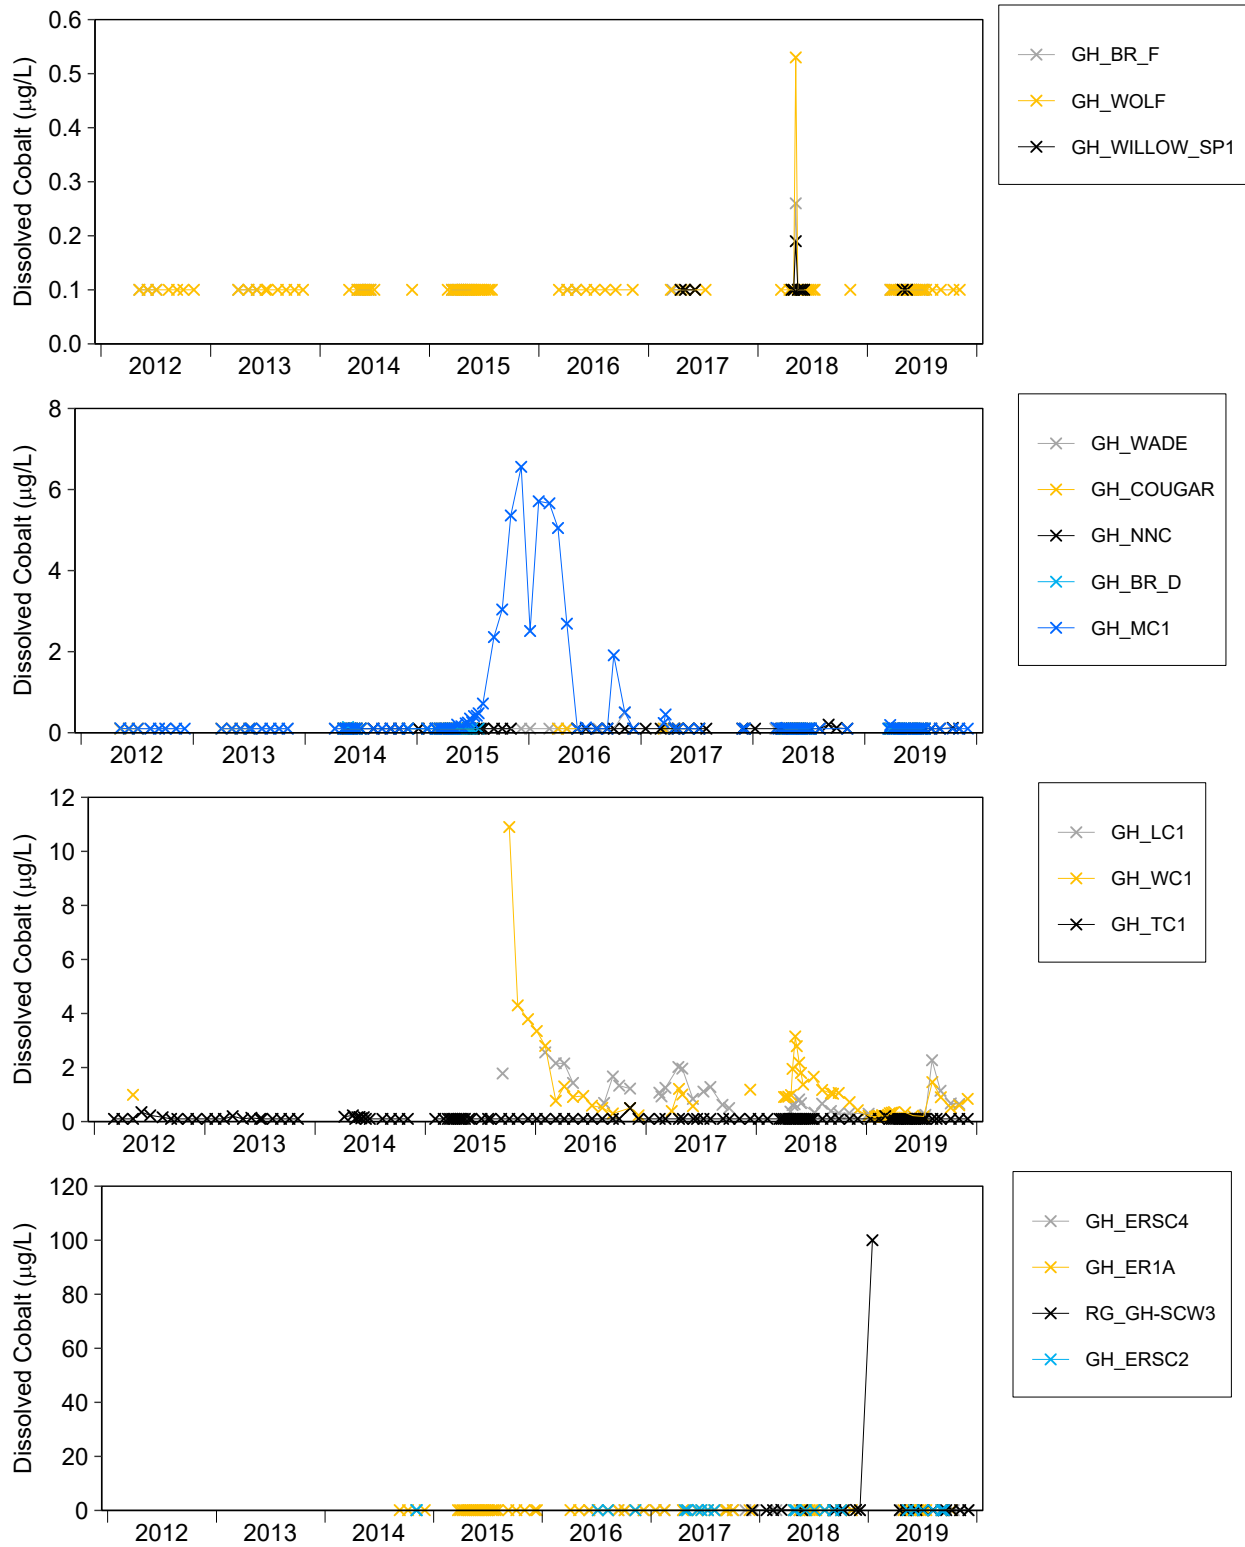 Dissolved Cobalt (µg/L)
0.6
0.5
0.4
0.3
0.2
0.1
0.0
2012 2013 2014 2015 2016 2017 2018 2019
GH_BR_F
GH_WOLF
GH_WILLOW_SP1
Dissolved Cobalt (µg/L)
8
6
4
2
0
2012 2013 2014 2015 2016 2017 2018 2019
GH_WADE
GH_COUGAR
GH_NNC
GH_BR_D
GH_MC1
Dissolved Cobalt (µg/L)
12
10
8
6
4
2
0
2012 2013 2014 2015 2016 2017 2018 2019
GH_LC1
GH_WC1
GH_TC1
Dissolved Cobalt (µg/L)
120
100
80
60
40
20
0
2012 2013 2014 2015 2016 2017 2018 2019
GH_ERSC4
GH_ER1A
RG_GH-SCW3
GH_ERSC2